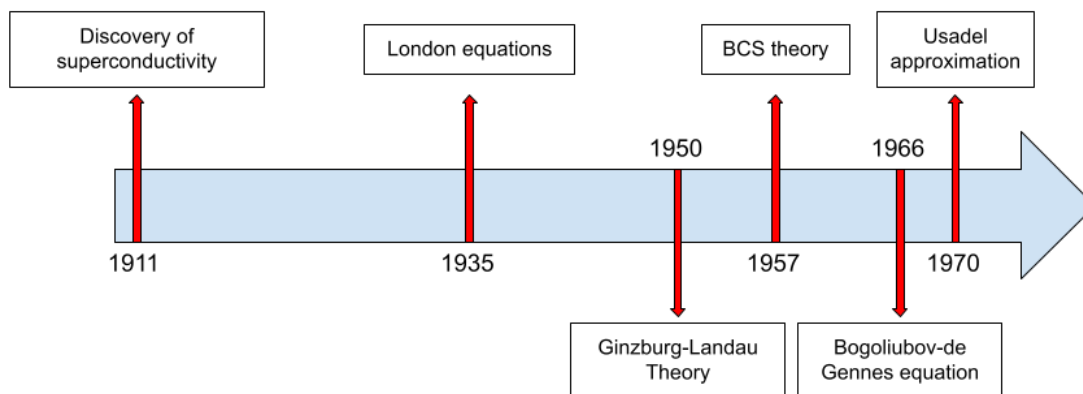 Discovery of
superconductivity
London equations
BCS theory
Usadel
approximation
1950
1966
1911
1935
1957
1970
Ginzburg-Landau
Theory
Bogoliubov-de
Gennes equation